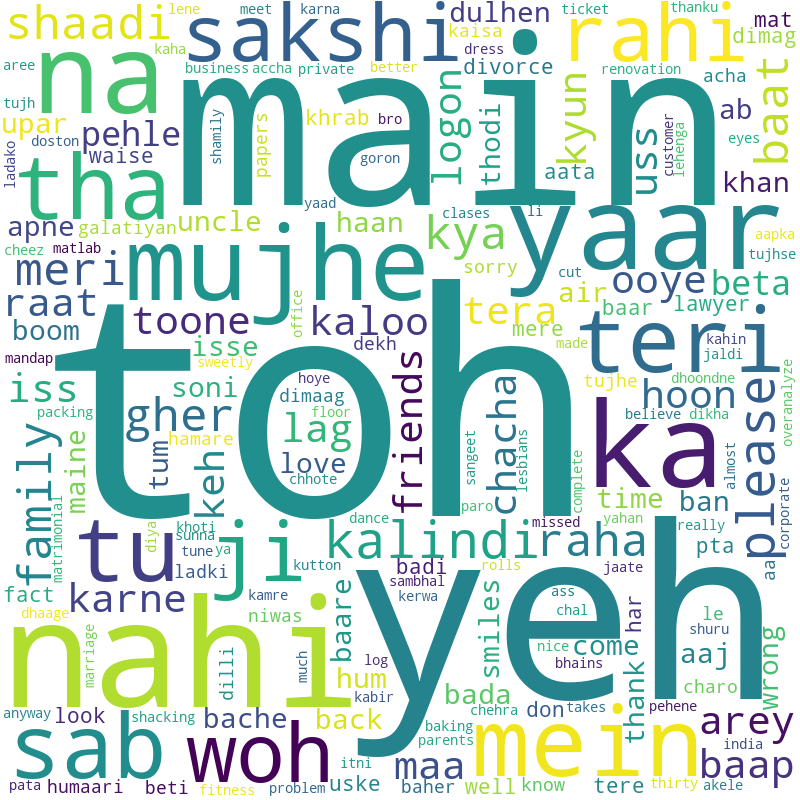 shaadi lene meet karna dulhen ticket thanku mat dimag
aree kaha sakshi kaisa rahi
na business accha private better divorce dress renovation acha
tujh main baat
upar doston pehle khrab papers bro logon thodi kyun uss ab
ladako waise shamily goron aata customer lehenga eyes khan
tha yaad
apne galatiyan uncle haan clases li yaar aapka
cheez matlab mujhe kya sorry cut ooye tujhse beta
meri tera air
raat toone office kaloo mere made baar lawyer
boom isse dekh teri kahin
mandap sweetly jaldi
iss soni hoye dimaag friends tujhe hoon dhoondne
packing gher floor lag chacha ka believe dikha please overanalyze
hamare sangeet lesbians
family maine tum keh love time ban almost
chhote paro complete
toh
matrimonial tu diya khoti sunna dance missed yahan really corporate
tune ya ji kalindi raha pta
fact ladki kutton badi rolls jaate aa
dhaage karne kamre sambhal ass le
niwas kerwa chal har shuru
marriage dilli baare log yeh smiles nice come aaj
nahi much hum kabir bhains bada charo wrong
anyway look shacking bache back chehra don takes thank pehene arey
sab baking parents india
woh itni maa mein baap
pata humaari beti fitness problem uske baher well know tere thirty akele